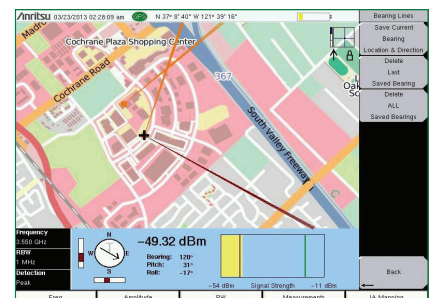 Anritsu 03/23/2013 02:28:09 am GPS N 37° 8' 40" W 121° 39' 16"
Bearing Lines
Save Current
Bearing
Location & Direction
Delete
Last
Saved Bearing
Delete
ALL
Saved Bearings
Back
Cochrane Plaza Shopping Center
Cochrane Road
367
South Valley Freeway
Frequency
3.550 GHz
RBW
1 MHz
Detection
Peak
N
W
E
S
-49.32 dBm
Bearing: 120°
Pitch: 31°
Roll: -17°
-54 dBm Signal Strength -11 dBm
Freq Amplitude BW Measurements IA Mapping